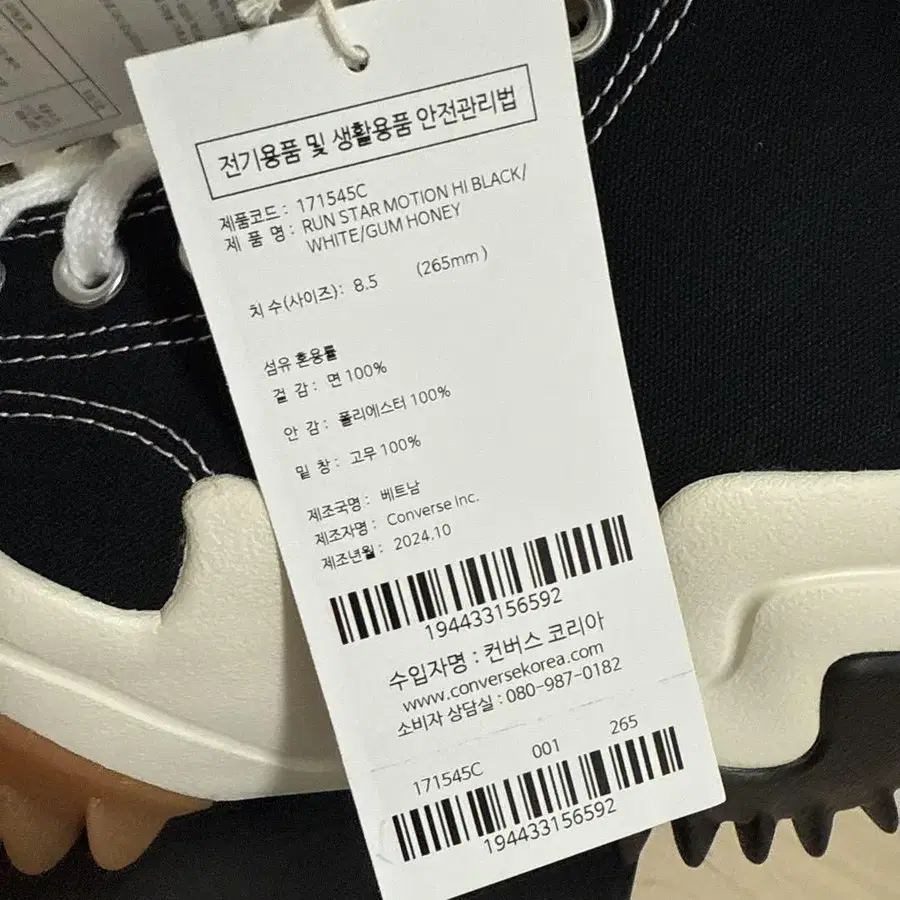 전기용품 및 생활용품 안전관리법
제품코드 : 171545C
제 품 명 : RUN STAR MOTION HI BLACK/
WHITE/GUM HONEY
치 수(사이즈) : 8.5 (265mm )
섬유 혼용률
겉 감 : 면 100%
안 감 : 폴리에스터 100%
밑 창 : 고무 100%
제조국명 : 베트남
제조자명 : Converse Inc.
제조년월 : 2024.10
194433156592
수입자명 : 컨버스 코리아
www.conversekorea.com
소비자 상담실 : 080-987-0182
171545C 001 265
194433156592